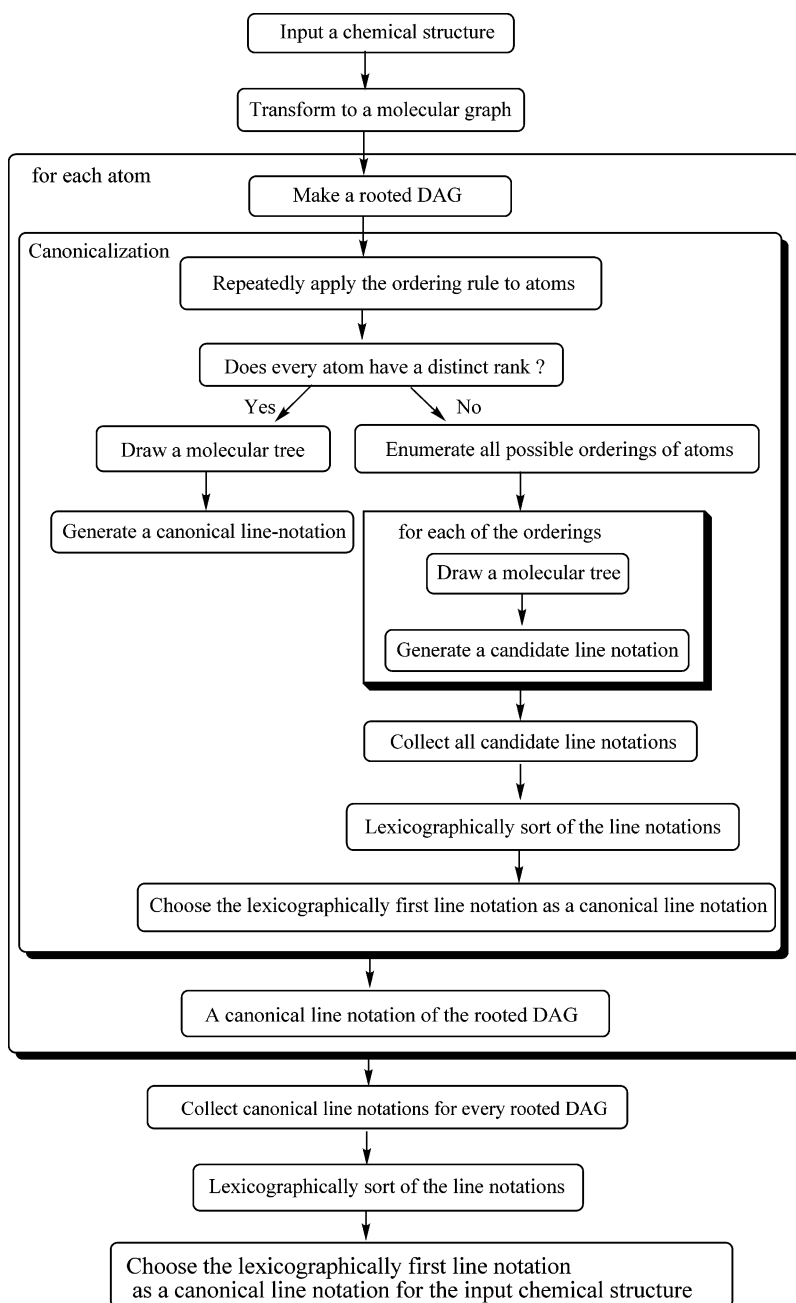 Input a chemical structure
Transform to a molecular graph
for each atom
Make a rooted DAG
Canonicalization
Repeatedly apply the ordering rule to atoms
Does every atom have a distinct rank ?
Yes
No
Draw a molecular tree
Enumerate all possible orderings of atoms
Generate a canonical line-notation
for each of the orderings
Draw a molecular tree
Generate a candidate line notation
Collect all candidate line notations
Lexicographically sort of the line notations
Choose the lexicographically first line notation as a canonical line notation
A canonical line notation of the rooted DAG
Collect canonical line notations for every rooted DAG
Lexicographically sort of the line notations
Choose the lexicographically first line notation
as a canonical line notation for the input chemical structure